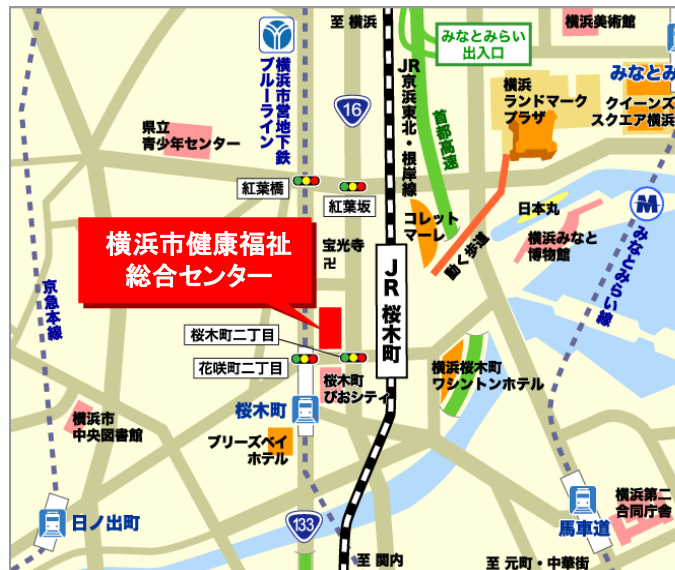 至 横浜
みなとみらい
出入口
横浜美術館
みなとみ
横浜市営地下鉄
ブルーライン
16
JR京浜東北・根岸線
首都高速
横浜
ランドマーク
プラザ
クイーンズ
スクエア横浜
県立
青少年センター
紅葉橋
紅葉坂
コレット
マーレ
動く歩道
日本丸
横浜みなと
博物館
M
みなとみらい線
横浜市健康福祉
総合センター
宝光寺
卍
JR 桜木町
京急本線
桜木町二丁目
花咲町二丁目
桜木町
ぴおシティ
横浜桜木町
ワシントンホテル
桜木町
横浜市
中央図書館
ブリーズベイ
ホテル
日ノ出町
133
馬車道
横浜第二
合同庁舎
至 関内
至 元町・中華街